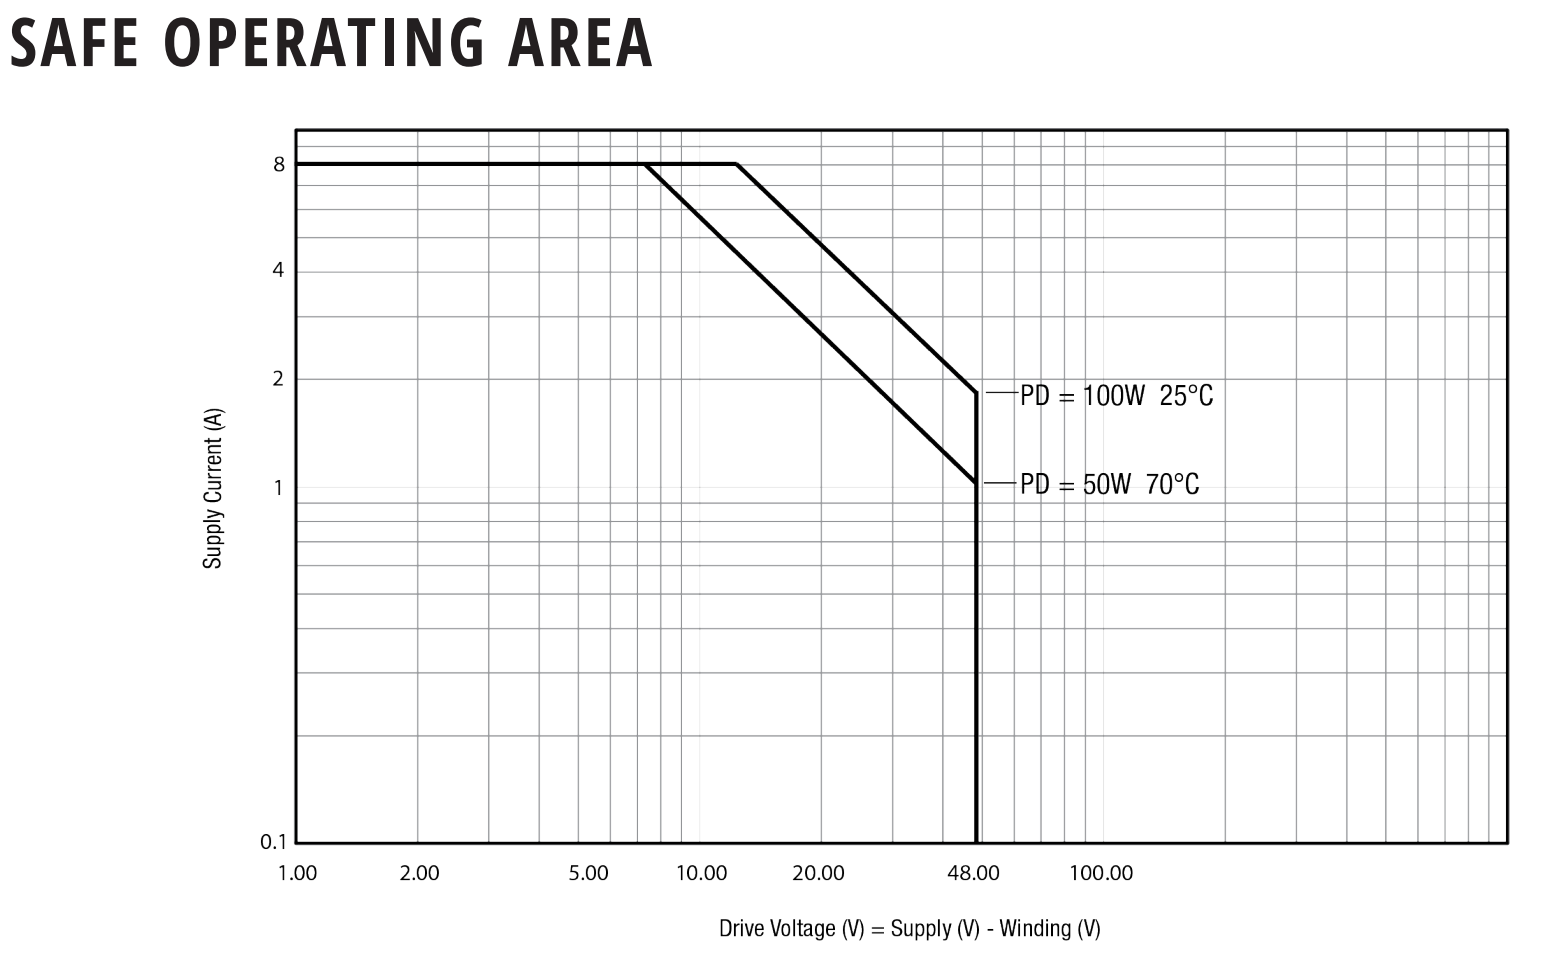 SAFE OPERATING AREA
8
4
2
1
0.1
Supply Current (A)
PD = 100W 25°C
PD = 50W 70°C
1.00 2.00 5.00 10.00 20.00 48.00 100.00
Drive Voltage (V) = Supply (V) - Winding (V)